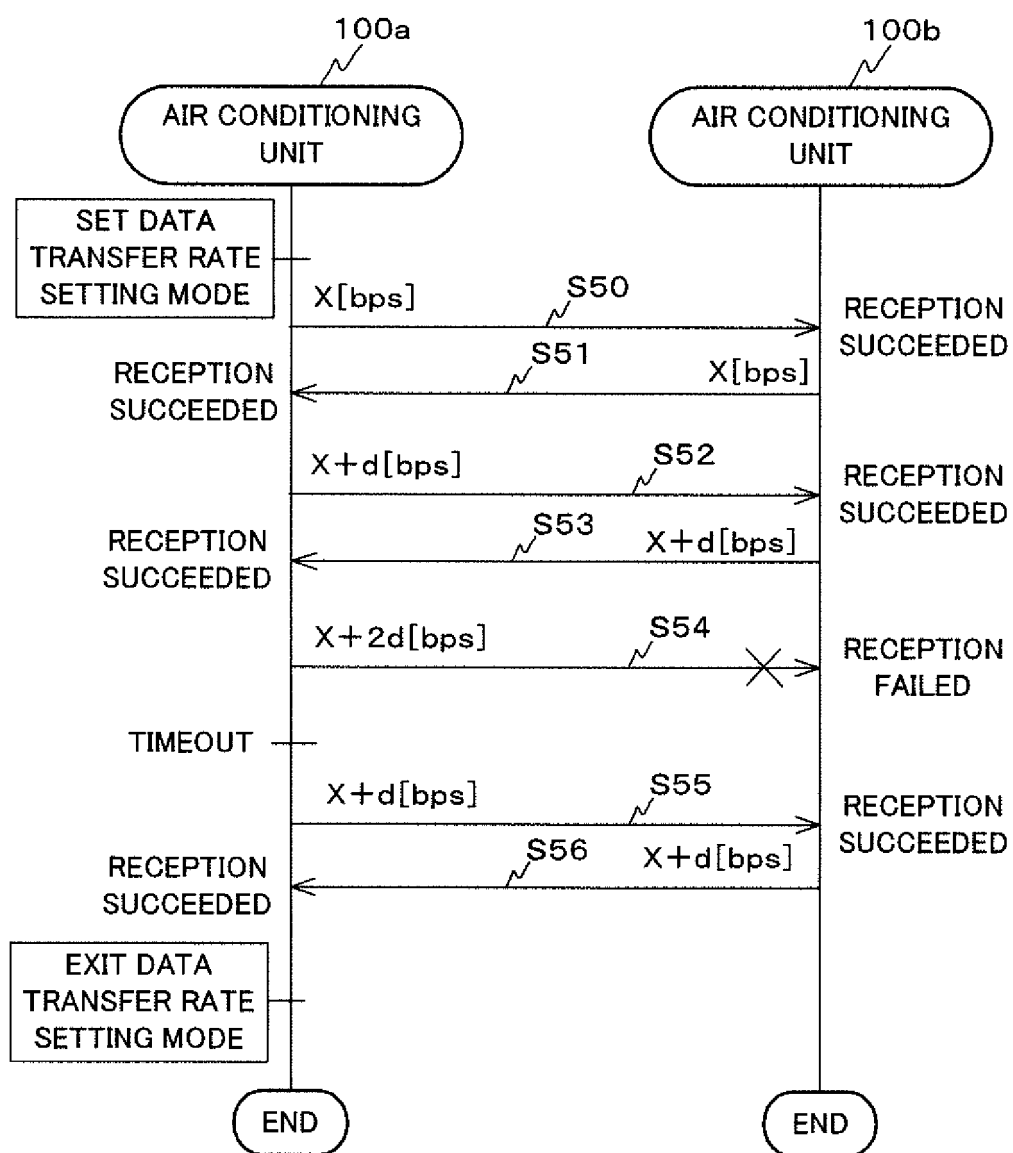 100a
100b
AIR CONDITIONING
UNIT
AIR CONDITIONING
UNIT
SET DATA
TRANSFER RATE
SETTING MODE
X[bps]
S50
RECEPTION
SUCCEEDED
S51
X[bps]
RECEPTION
SUCCEEDED
X+d[bps]
S52
RECEPTION
SUCCEEDED
S53
X+d[bps]
RECEPTION
SUCCEEDED
X+2d[bps]
S54
RECEPTION
FAILED
TIMEOUT
X+d[bps]
S55
RECEPTION
SUCCEEDED
S56
X+d[bps]
RECEPTION
SUCCEEDED
EXIT DATA
TRANSFER RATE
SETTING MODE
END
END